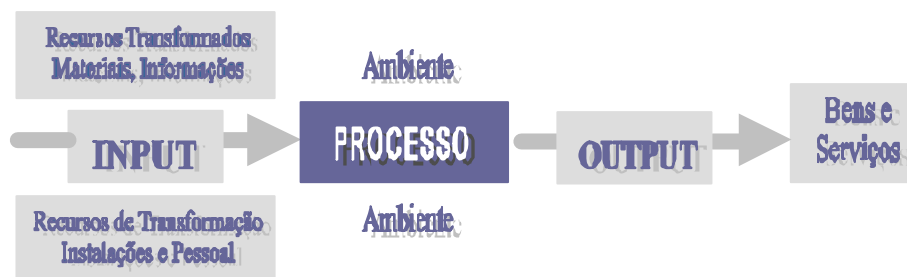 Recursos Transformados
Materiais, Informações
Ambiente
INPUT
PROCESSO
OUTPUT
Bens e
Serviços
Recursos de Transformação
Instalações e Pessoal
Ambiente